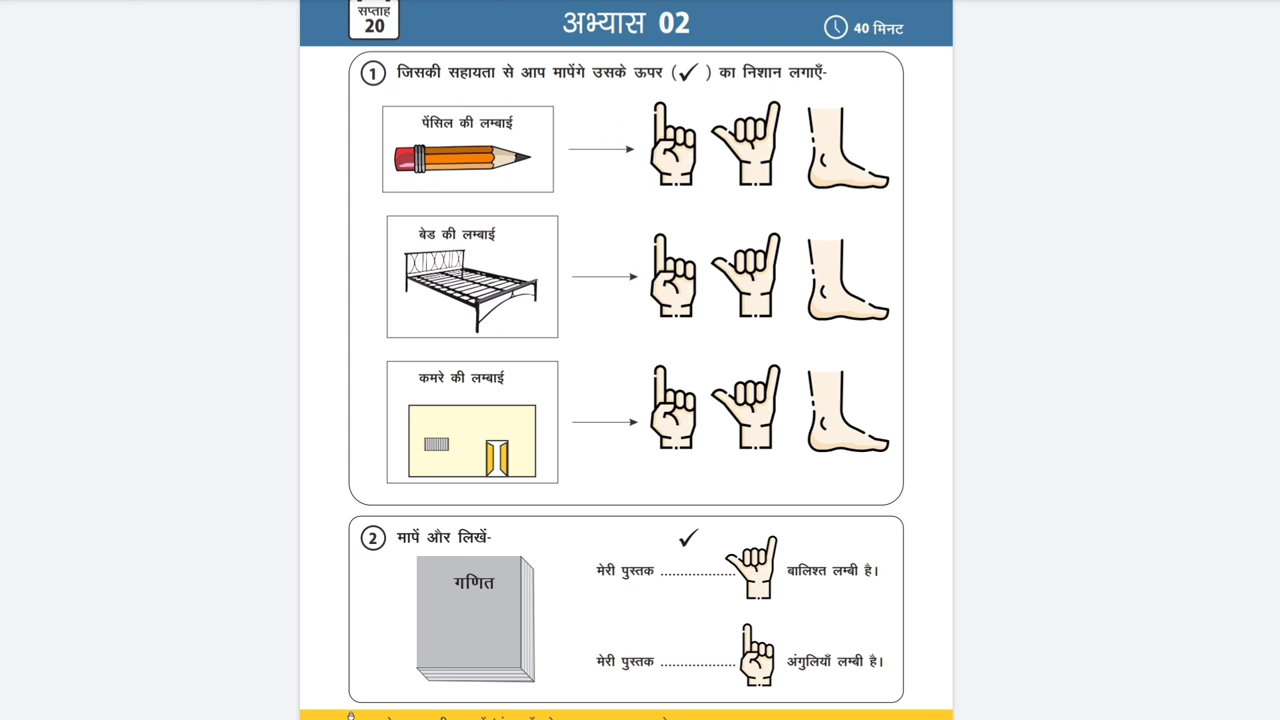 सप्ताह
20
अभ्यास 02
40 मिनट
1 जिसकी सहायता से आप मापेंगे उसके ऊपर (✓) का निशान लगाएँ-
पेंसिल की लम्बाई
बेड की लम्बाई
कमरे की लम्बाई
2 मापें और लिखें-
गणित
मेरी पुस्तक .................. बालिश्त लम्बी है।
मेरी पुस्तक .................. अंगुलियाँ लम्बी है।